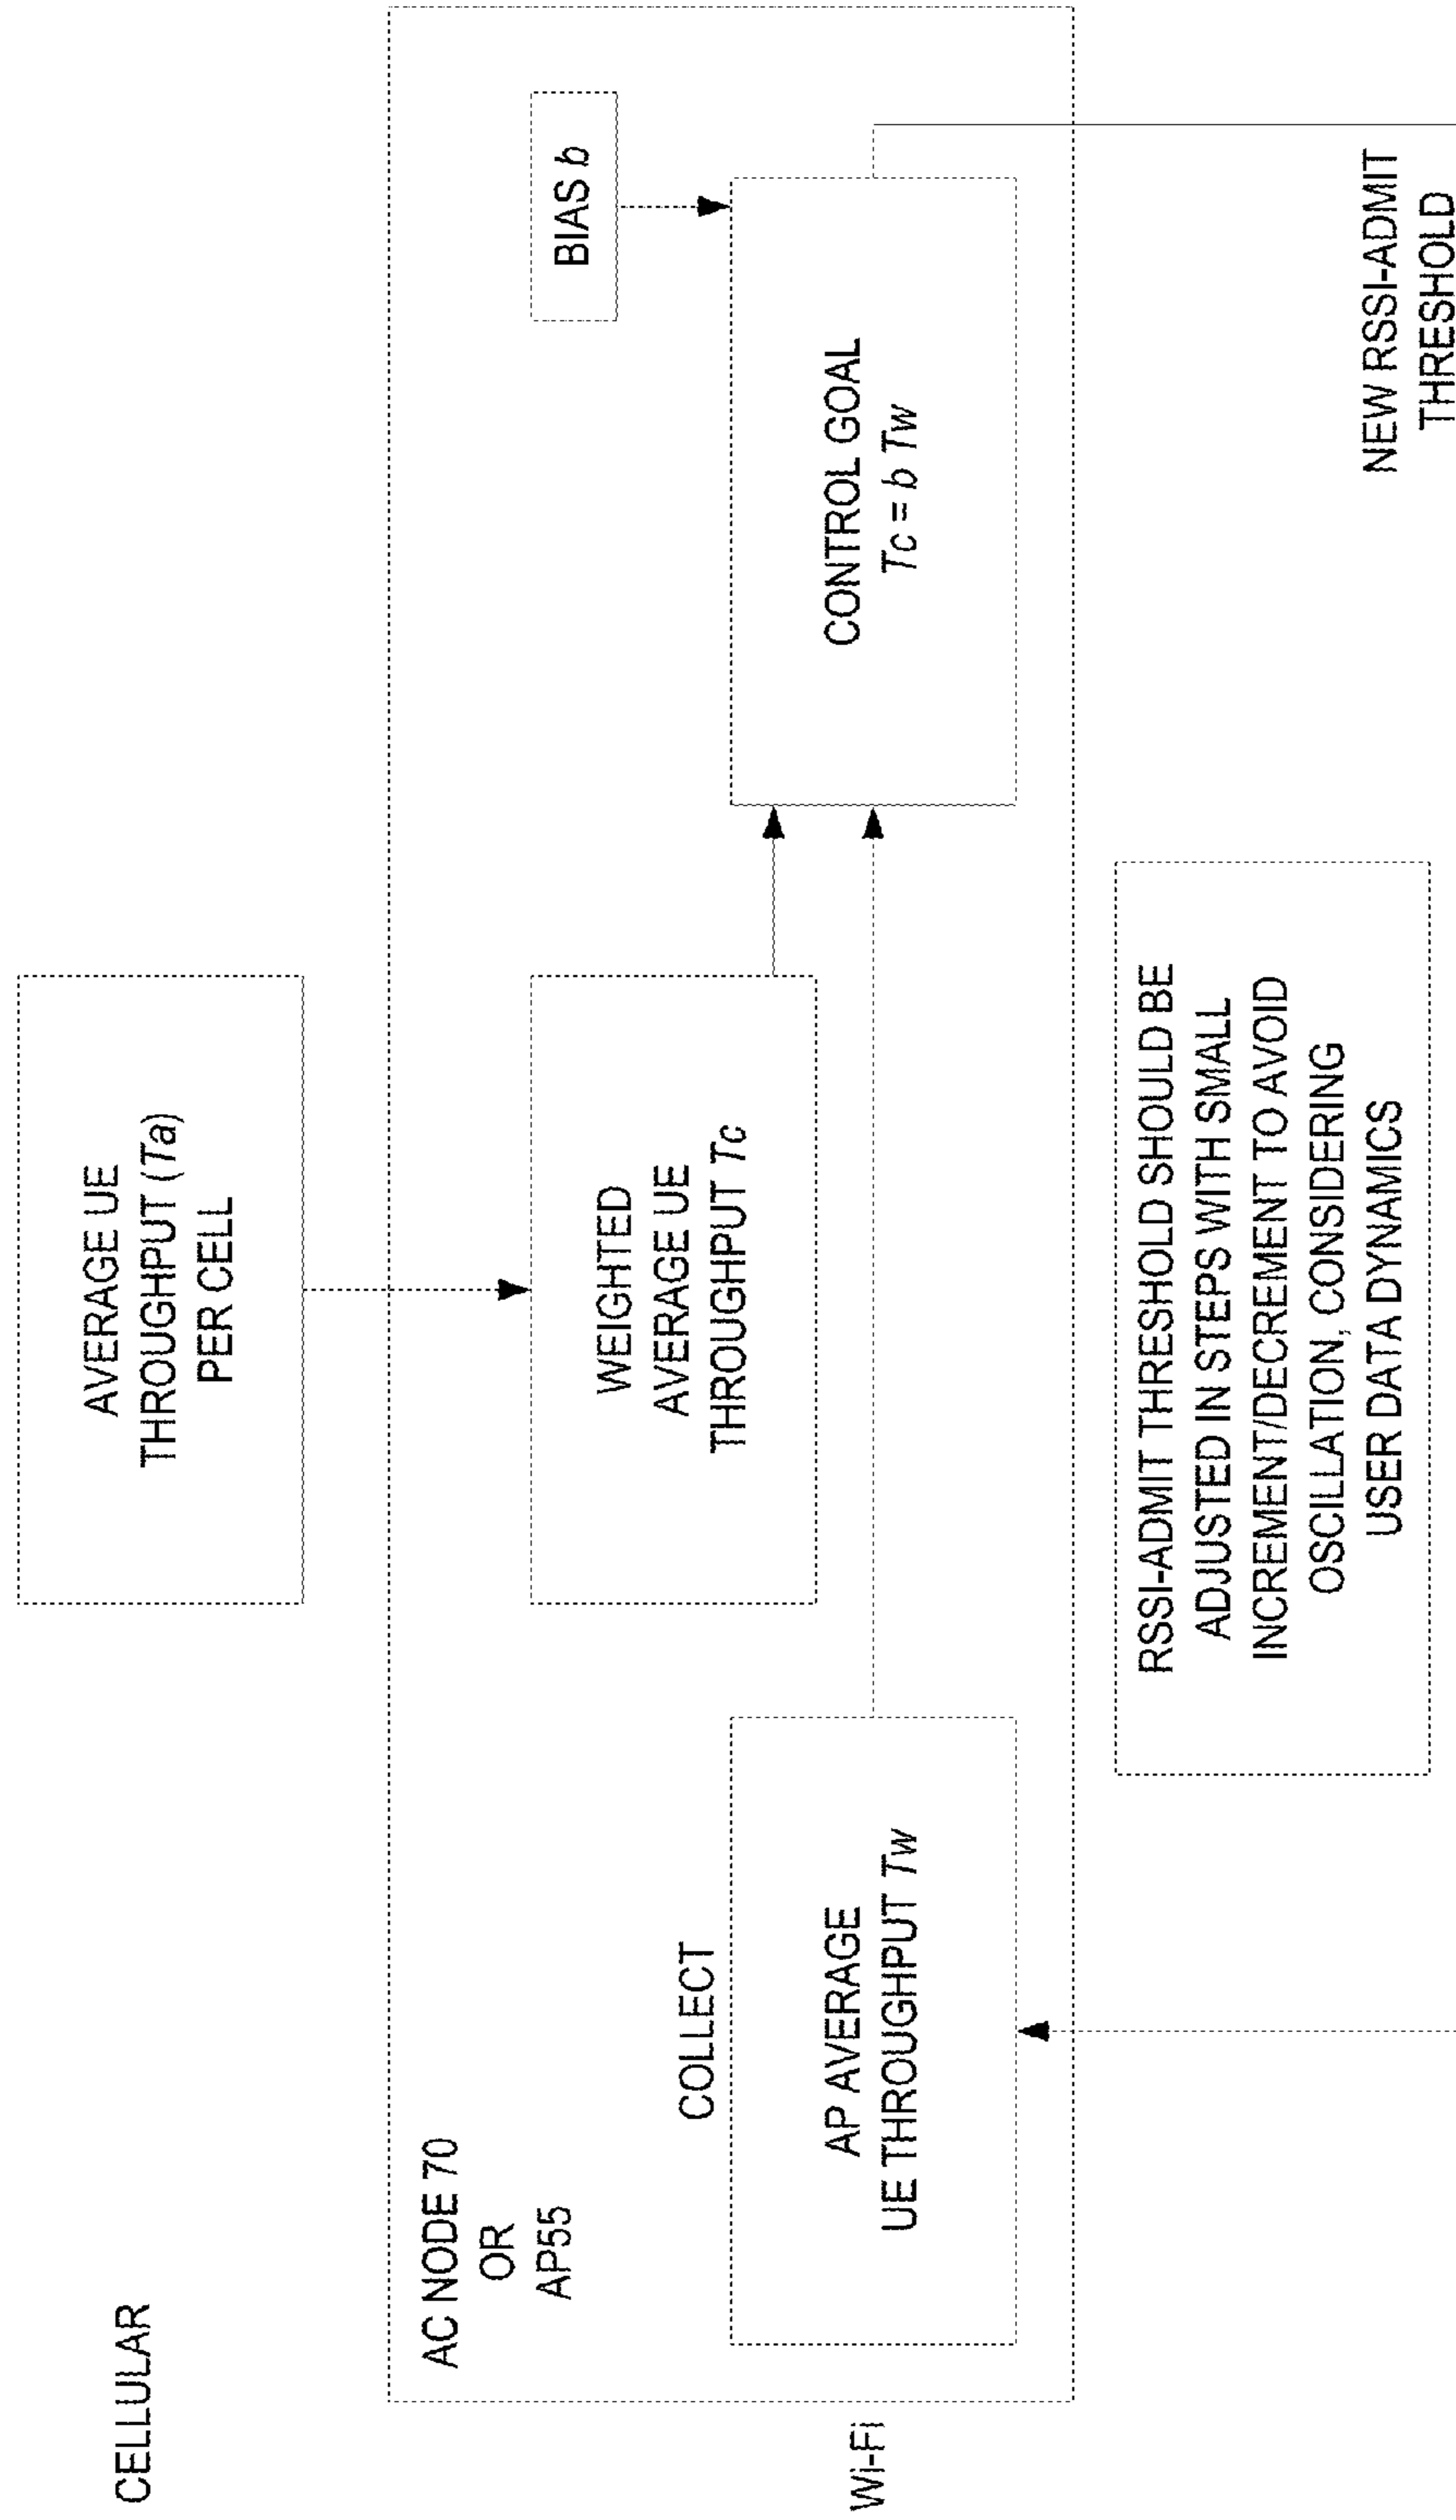 CELLULAR
AVERAGE UE
THROUGHPUT (Ta)
PER CELL
AC NODE 70
OR
AP55
WEIGHTED
AVERAGE UE
THROUGHPUT Tc
BIAS b
COLLECT
Wi-Fi
AP AVERAGE
UE THROUGHPUT Tw
CONTROL GOAL
Tc = b Tw
RSSI-ADMIT THRESHOLD SHOULD BE
ADJUSTED IN STEPS WITH SMALL
INCREMENT/DECREMENT TO AVOID
OSCILLATION, CONSIDERING
USER DATA DYNAMICS
NEW RSSI-ADMIT
THRESHOLD